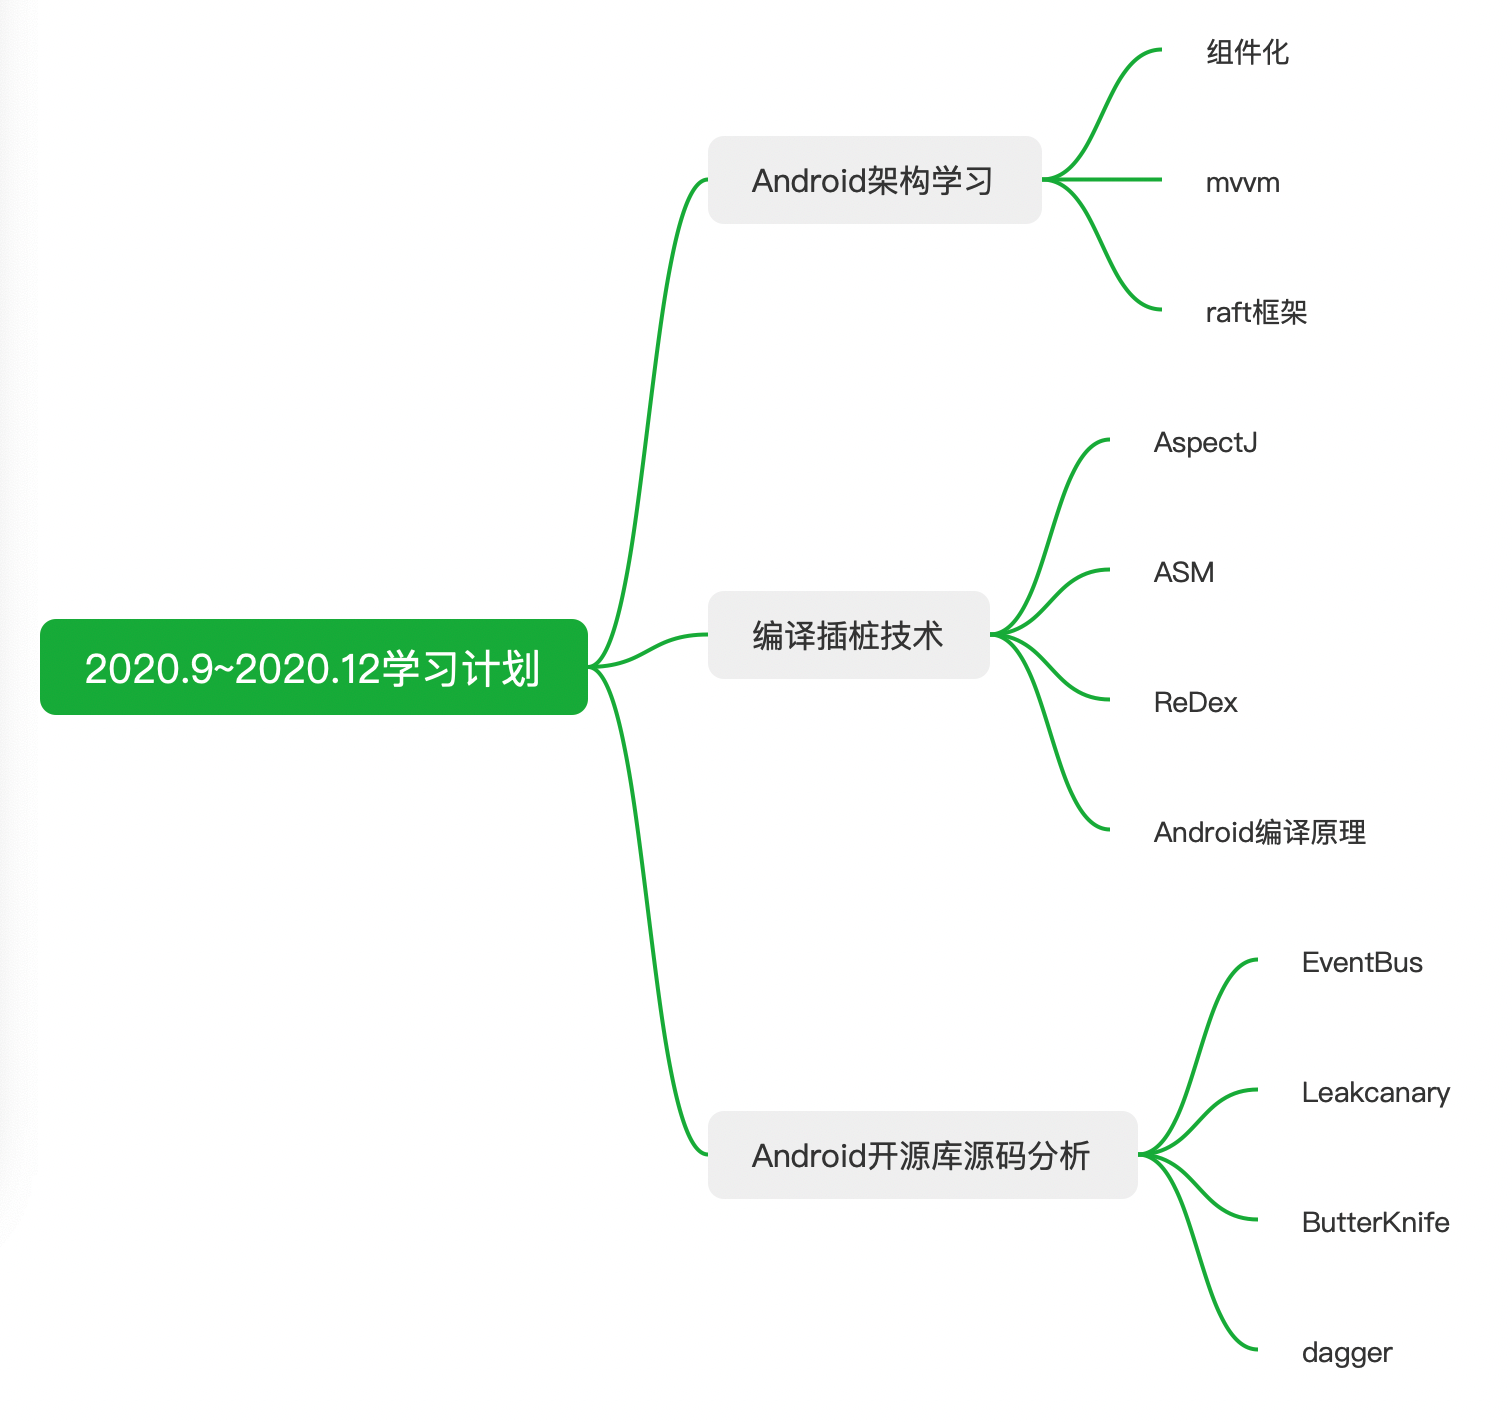 2020.9~2020.12学习计划
Android架构学习
组件化
mvvm
raft框架
编译插桩技术
AspectJ
ASM
ReDex
Android编译原理
Android开源库源码分析
EventBus
Leakcanary
ButterKnife
dagger